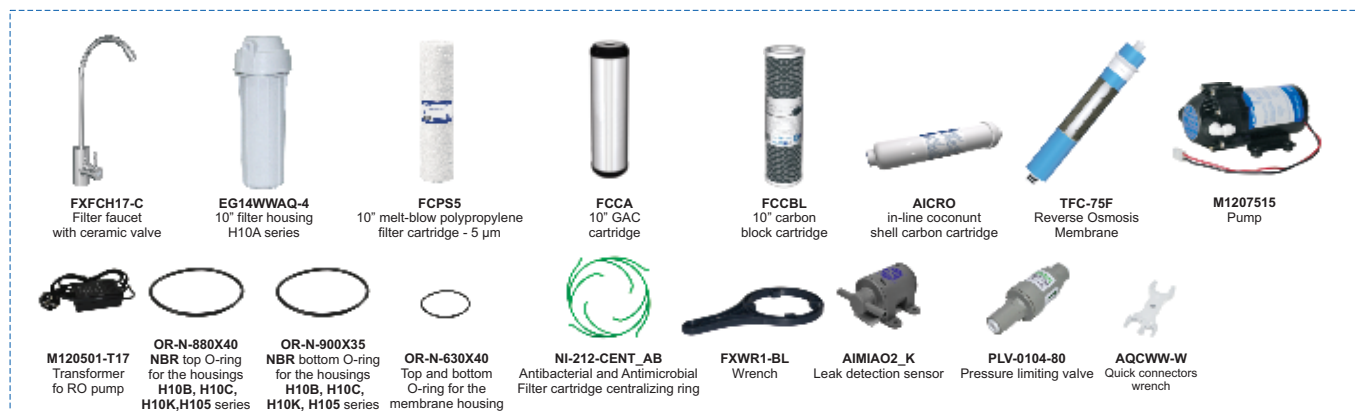 FXFCH17-C
Filter faucet
with ceramic valve
EG14WWAQ-4
10” filter housing
H10A series
FCPS5
10” melt-blow polypropylene
filter cartridge - 5 µm
FCCA
10” GAC
cartridge
FCCBL
10” carbon
block cartridge
AICRO
in-line coconunt
shell carbon cartridge
TFC-75F
Reverse Osmosis
Membrane
M1207515
Pump
M120501-T17
Transformer
fo RO pump
OR-N-880X40
NBR top O-ring
for the housings
H10B, H10C,
H10K,H105 series
OR-N-900X35
NBR bottom O-ring
for the housings
H10B, H10C,
H10K, H105 series
OR-N-630X40
Top and bottom
O-ring for the
membrane housing
NI-212-CENT_AB
Antibacterial and Antimicrobial
Filter cartridge centralizing ring
FXWR1-BL
Wrench
AIMIAO2_K
Leak detection sensor
PLV-0104-80
Pressure limiting valve
AQCWW-W
Quick connectors
wrench